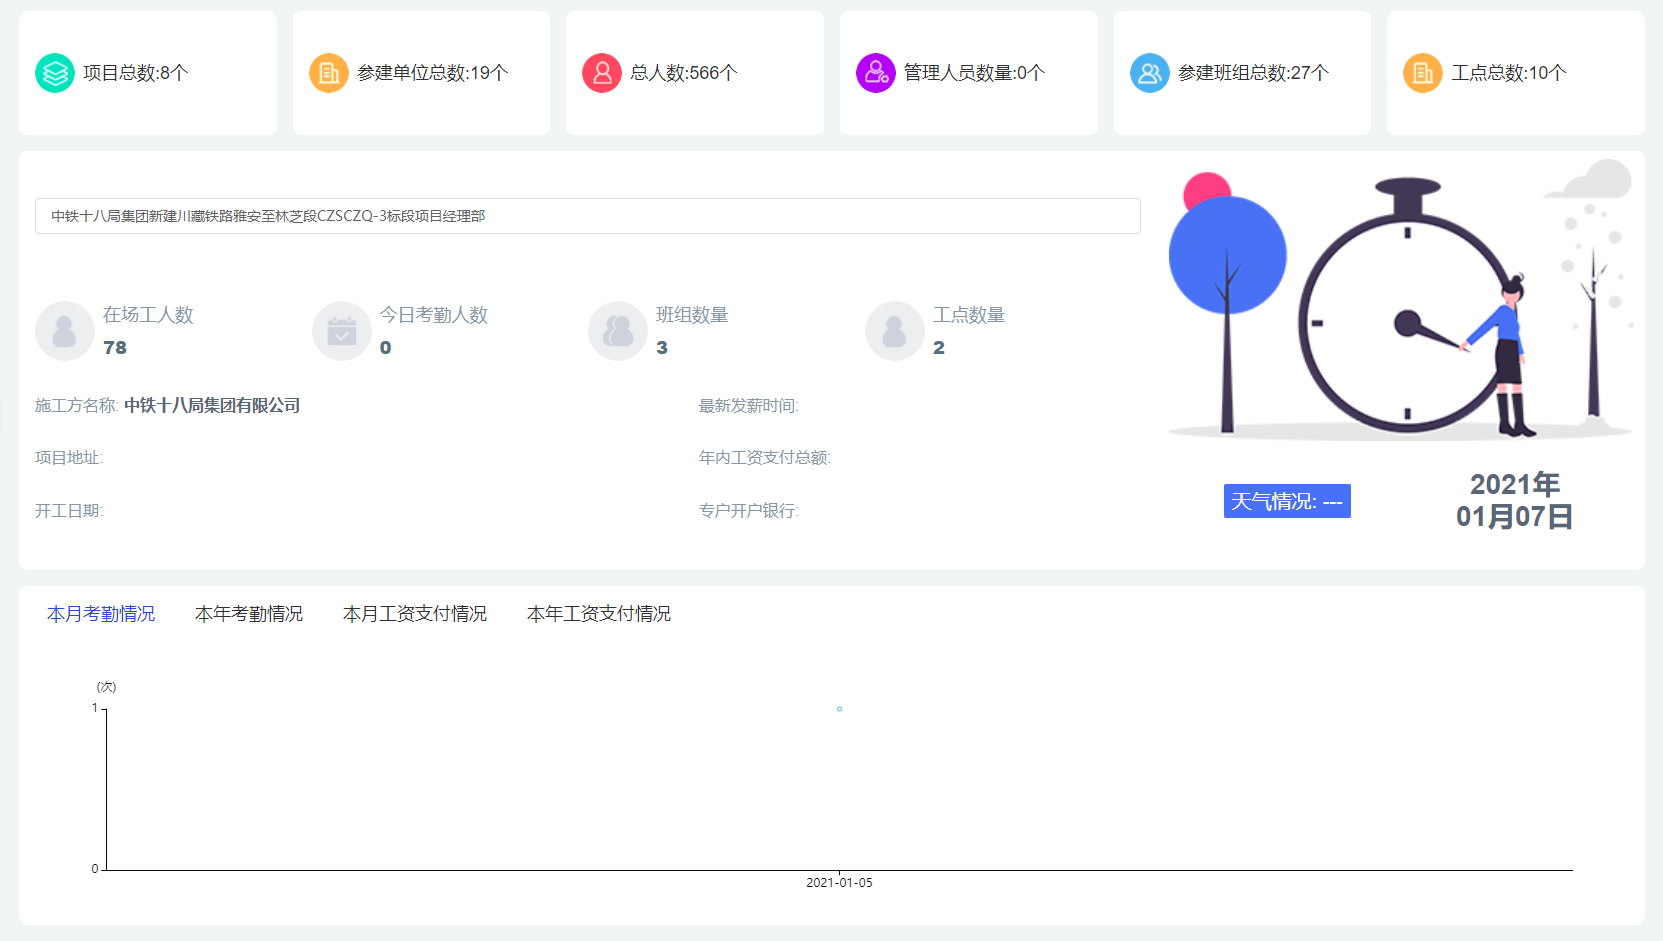 项目总数:8个
参建单位总数:19个
总人数:566个
管理人员数量:0个
参建班组总数:27个
工点总数:10个
中铁十八局集团新建川藏铁路雅安至林芝段CZSCZQ-3标段项目经理部
在场工人数
78
今日考勤人数
0
班组数量
3
工点数量
2
施工方名称: 中铁十八局集团有限公司
最新发薪时间:
项目地址:
年内工资支付总额:
开工日期:
专户开户银行:
天气情况: ---
2021年
01月07日
本月考勤情况
本年考勤情况
本月工资支付情况
本年工资支付情况
(次)
1
0
2021-01-05